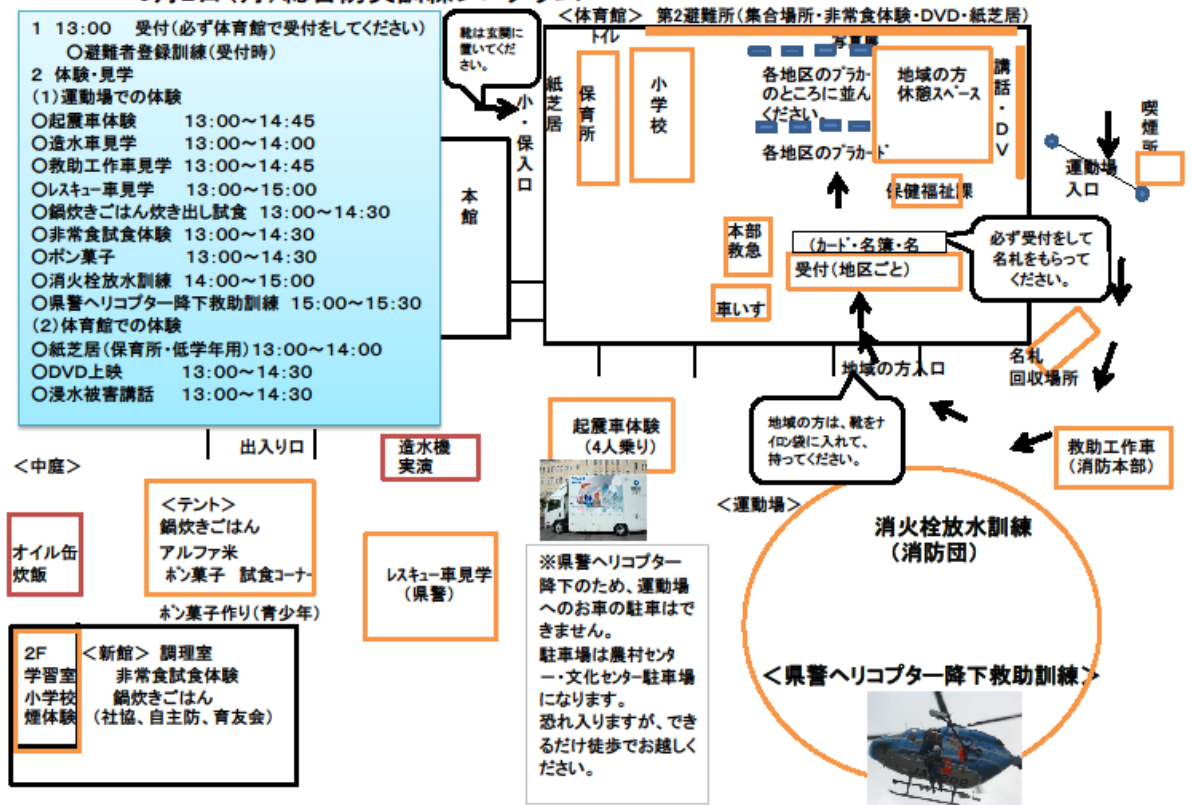 1 13:00 受付(必ず体育館で受付をしてください)
○避難者登録訓練(受付時)
2 体験・見学
(1)運動場での体験
○起震車体験 13:00～14:45
○造水車見学 13:00～14:00
○救助工作車見学 13:00～14:45
○レスキュー車見学 13:00～15:00
○鍋炊きごはん炊き出し試食 13:00～14:30
○非常食試食体験 13:00～14:30
○ポン菓子 13:00～14:30
○消火栓放水訓練 14:00～15:00
○県警ヘリコプター降下救助訓練 15:00～15:30
(2)体育館での体験
○紙芝居(保育所・低学年用)13:00～14:00
○DVD上映 13:00～14:30
○浸水被害講話 13:00～14:30
＜体育館＞ 第2避難所(集合場所・非常食体験・DVD・紙芝居)
靴は玄関に
置いてくだ
さい。
トイレ
紙芝居
保育所
小学校
小・保入口
本館
各地区のプラカー
のところに並ん
ください。
各地区のプラカード
地域の方
休憩スペース
講話・DV
保健福祉課
本部
救急
(カード・名簿・名
受付(地区ごと)
車いす
必ず受付をして
名札をもらって
ください。
喫煙所
運動場
入口
名札
回収場所
地域の方入口
地域の方は、靴をナ
イロン袋に入れて、
持ってください。
救助工作車
(消防本部)
出入り口
造水機
実演
起震車体験
(4人乗り)
＜中庭＞
オイル缶
炊飯
＜テント＞
鍋炊きごはん
アルファ米
ポン菓子 試食コーナー
ポン菓子作り(青少年)
レスキュー車見学
(県警)
2F
学習室
小学校
煙体験
＜新館＞ 調理室
非常食試食体験
鍋炊きごはん
(社協、自主防、育友会)
※県警ヘリコプター
降下のため、運動場
へのお車の駐車はで
きません。
駐車場は農村センタ
ー・文化センター駐車場
になります。
恐れ入りますが、でき
るだけ徒歩でお越しく
ださい。
＜運動場＞
消火栓放水訓練
(消防団)
＜県警ヘリコプター降下救助訓練＞